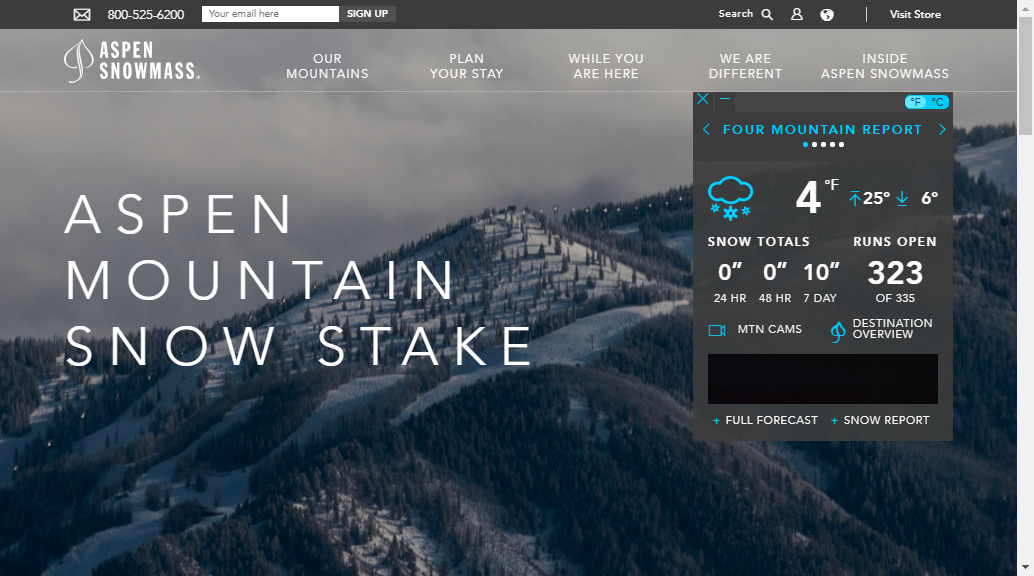 800-525-6200
Your email here
SIGN UP
Search
Visit Store
ASPEN
SNOWMASS.
OUR
MOUNTAINS
PLAN
YOUR STAY
WHILE YOU
ARE HERE
WE ARE
DIFFERENT
INSIDE
ASPEN SNOWMASS
°F °C
FOUR MOUNTAIN REPORT
4 °F 25° 6°
SNOW TOTALS
0” 0” 10”
24 HR 48 HR 7 DAY
RUNS OPEN
323
OF 335
MTN CAMS
DESTINATION
OVERVIEW
+ FULL FORECAST + SNOW REPORT
ASPEN
MOUNTAIN
SNOW STAKE